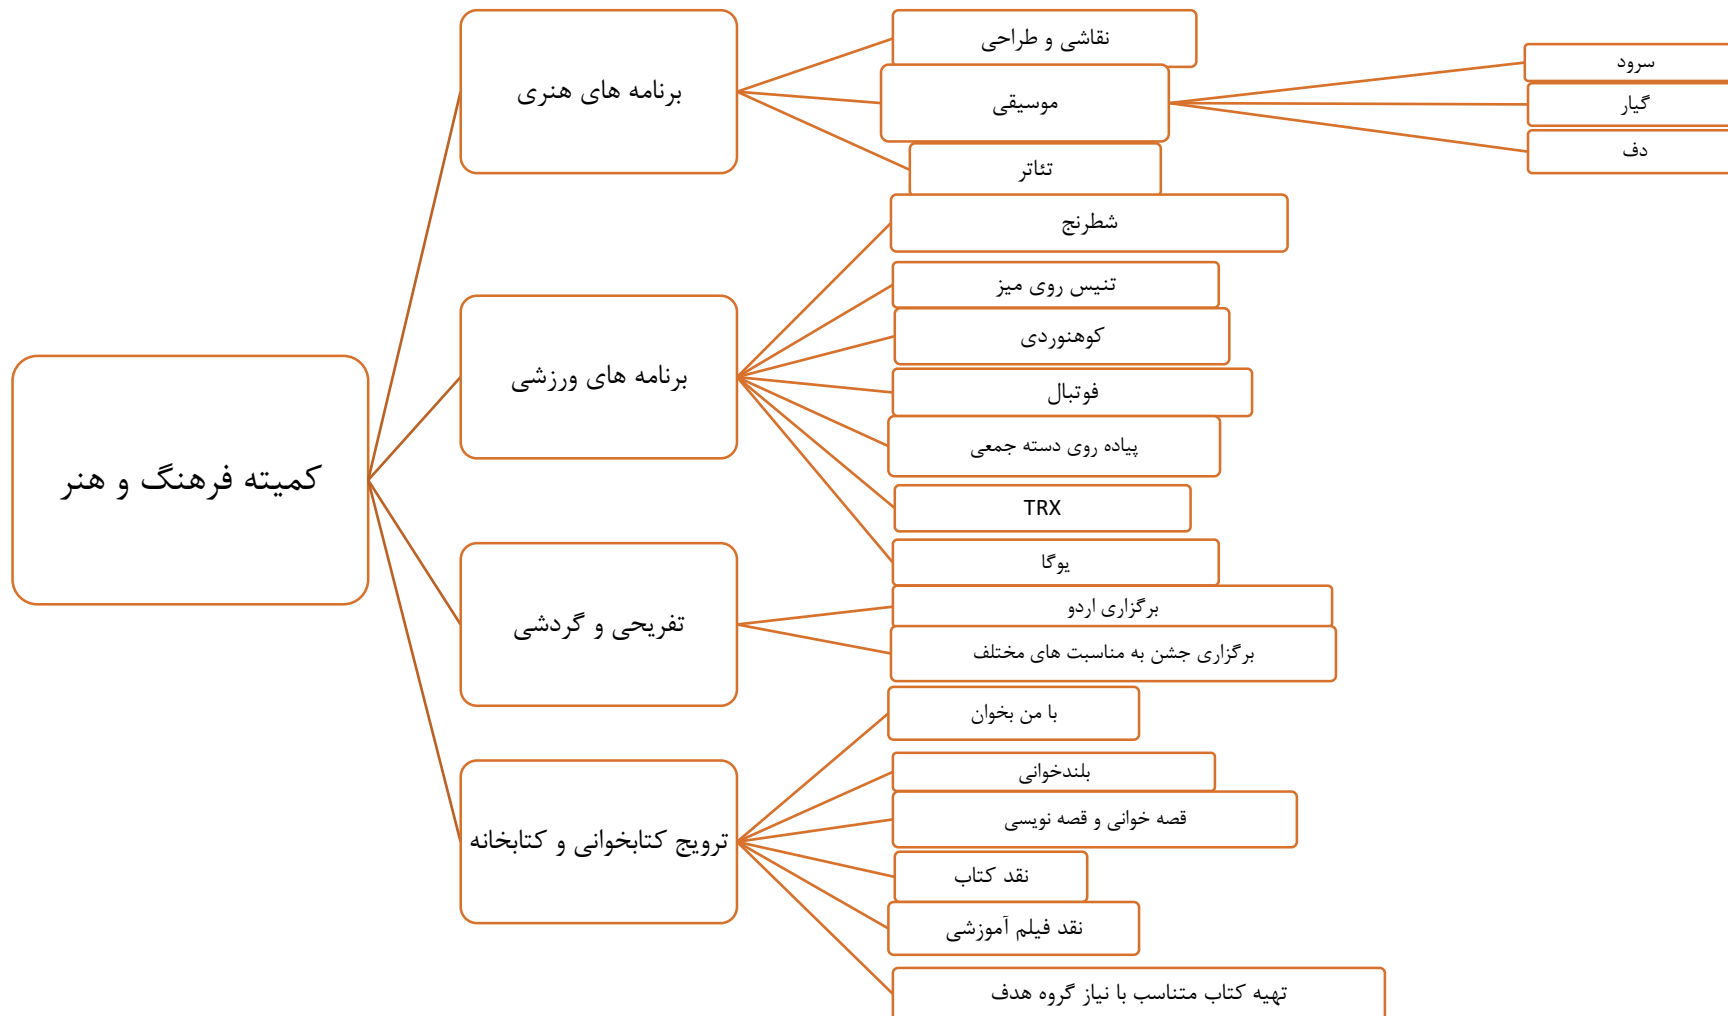 کمیته فرهنگ و هنر
برنامه های هنری
نقاشی و طراحی
موسیقی
سرود
گیار
دف
تئاتر
برنامه های ورزشی
شطرنج
تنیس روی میز
کوهنوردی
فوتبال
پیاده روی دسته جمعی
TRX
یوگا
تفریحی و گردشی
برگزاری اردو
برگزاری جشن به مناسبت های مختلف
ترویج کتابخوانی و کتابخانه
با من بخوان
بلندخوانی
قصه خوانی و قصه نویسی
نقد کتاب
نقد فیلم آموزشی
تهیه کتاب متناسب با نیاز گروه هدف